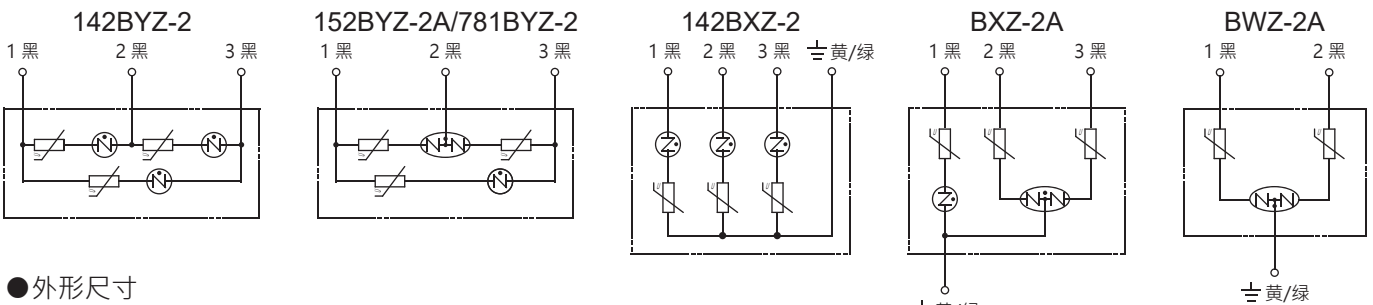 142BYZ-2 152BYZ-2A/781BYZ-2 142BXZ-2 BXZ-2A BWZ-2A
1 黑 2 黑 3 黑 1 黑 2 黑 3 黑 1 黑 2 黑 3 黑 黄/绿 1 黑 2 黑 3 黑 1 黑 2 黑
●外形尺寸
黄/绿